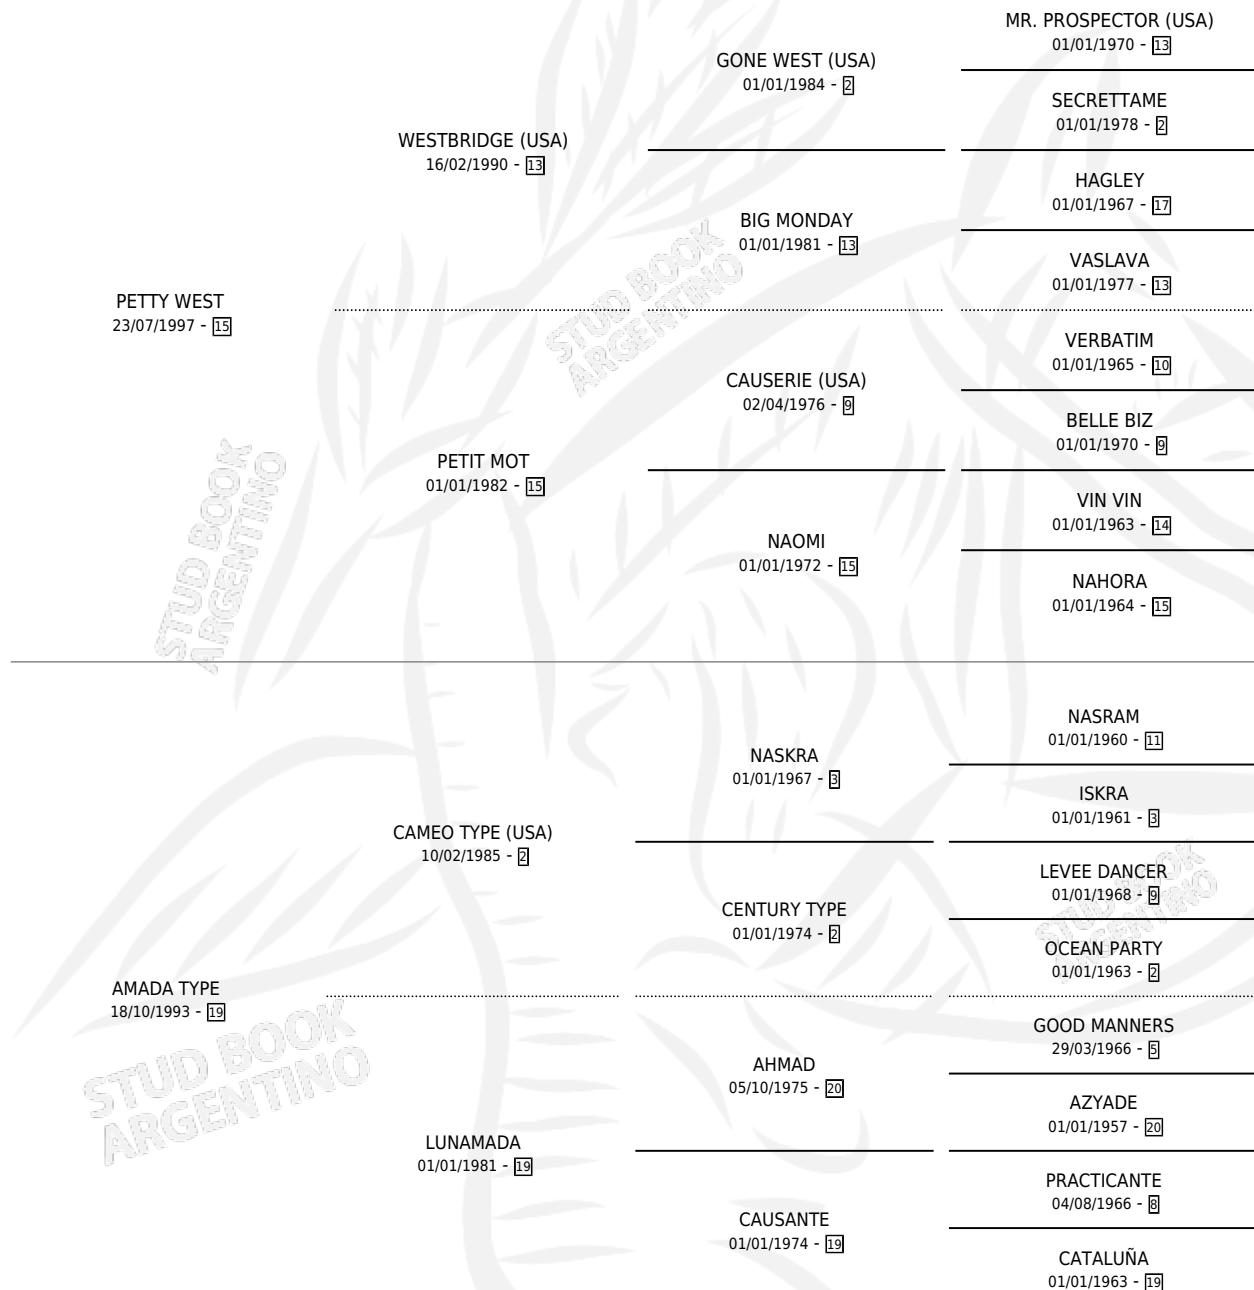 MR. PROSPECTOR (USA)
01/01/1970 - 13
GONE WEST (USA)
01/01/1984 - 2
SECRETTAME
01/01/1978 - 2
WESTBRIDGE (USA)
16/02/1990 - 13
HAGLEY
01/01/1967 - 17
BIG MONDAY
01/01/1981 - 13
VASLAVA
01/01/1977 - 13
PETTY WEST
23/07/1997 - 15
VERBATIM
01/01/1965 - 10
CAUSERIE (USA)
02/04/1976 - 9
BELLE BIZ
01/01/1970 - 9
PETIT MOT
01/01/1982 - 15
VIN VIN
01/01/1963 - 14
NAOMI
01/01/1972 - 15
NAHORA
01/01/1964 - 15
NASRAM
01/01/1960 - 11
NASKRA
01/01/1967 - 3
ISKRA
01/01/1961 - 3
CAMEO TYPE (USA)
10/02/1985 - 2
LEVEE DANCER
01/01/1968 - 9
CENTURY TYPE
01/01/1974 - 2
OCEAN PARTY
01/01/1963 - 2
AMADA TYPE
18/10/1993 - 19
GOOD MANNERS
29/03/1966 - 5
AHMAD
05/10/1975 - 20
AZYADE
01/01/1957 - 20
LUNAMADA
01/01/1981 - 19
PRACTICANTE
04/08/1966 - 8
CAUSANTE
01/01/1974 - 19
CATALUÑA
01/01/1963 - 19
STUD BOOK
ARGENTINO
STUD BOOK
ARGENTINO
STUD BOOK
ARGENTINO
STUD BOOK
ARGENTINO